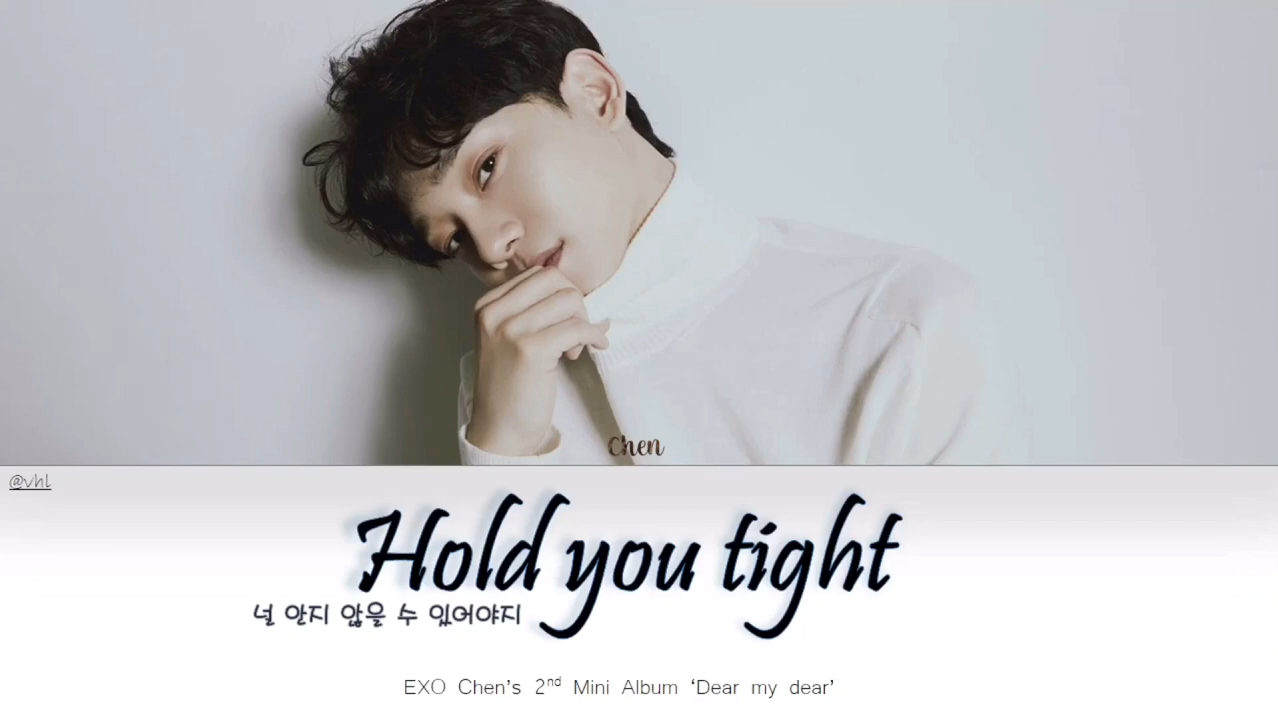 Chen
@vhl
Hold you tight
널 안지 않을 수 있어야지
EXO Chen's 2nd Mini Album ‘Dear my dear’